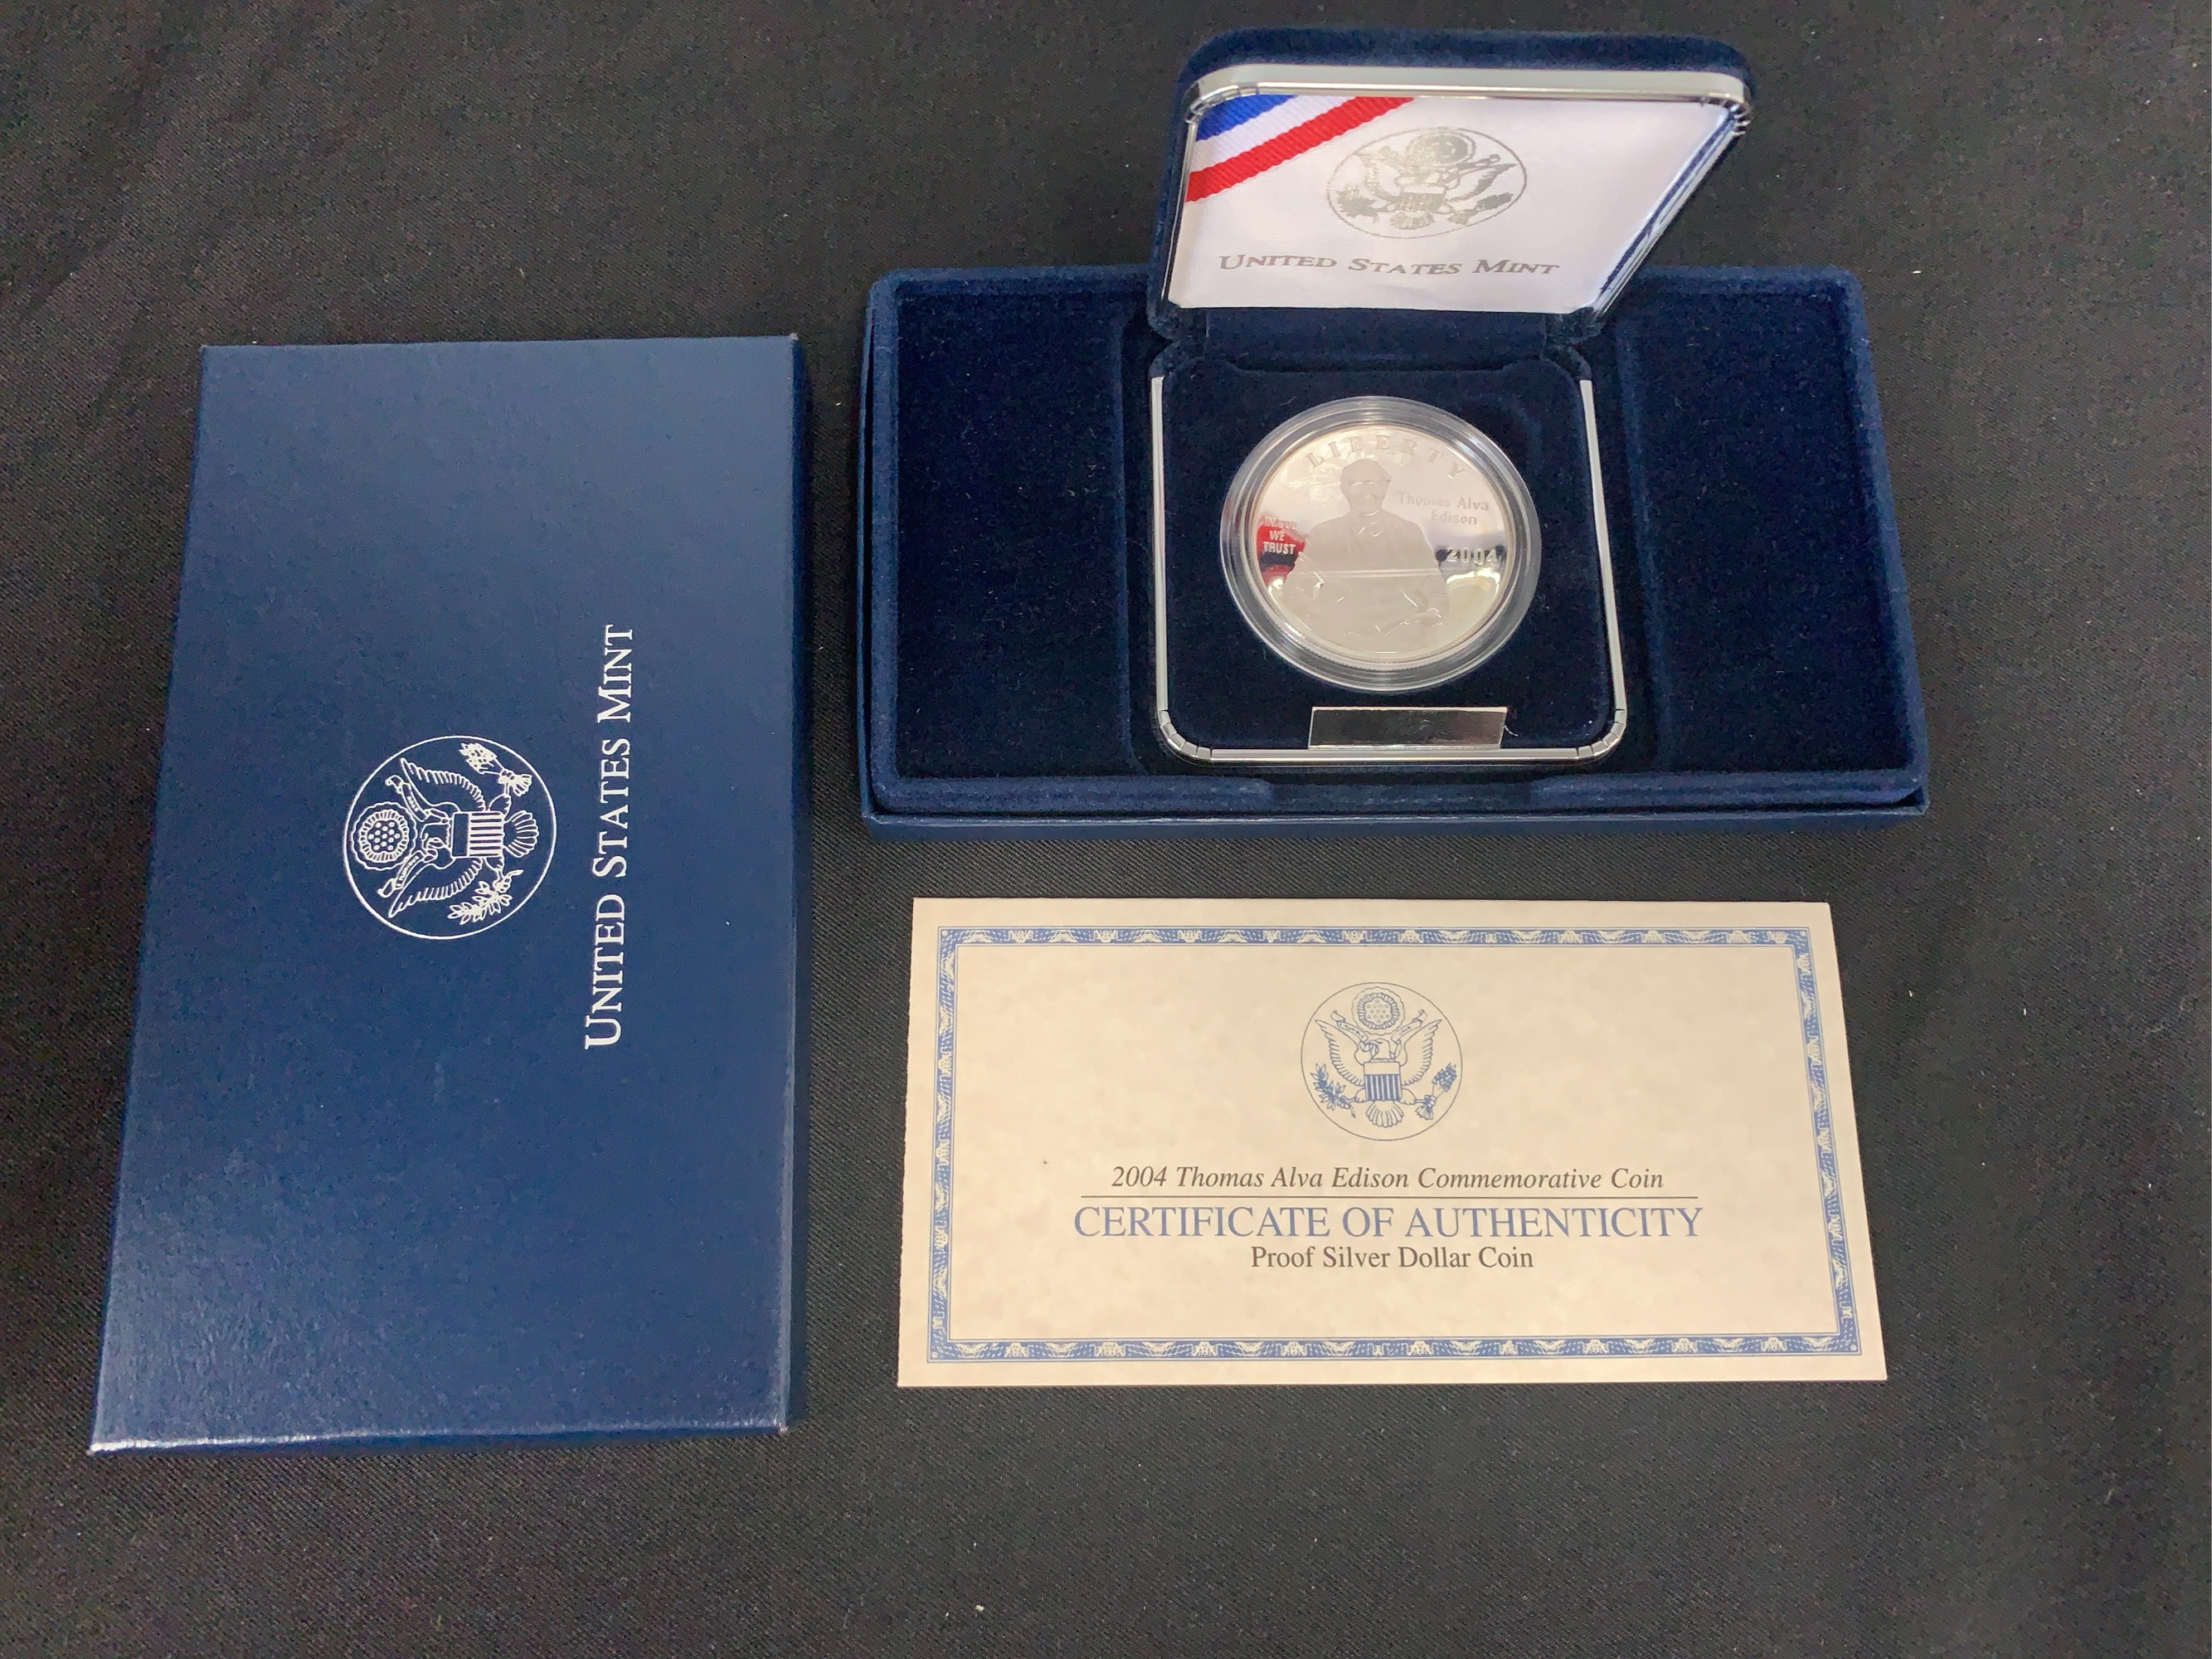 UNITED STATES MINT
UNITED STATES MINT
LIBERTY
Thomas Alva
Edison
WE
TRUST
2004
2004 Thomas Alva Edison Commemorative Coin
CERTIFICATE OF AUTHENTICITY
Proof Silver Dollar Coin